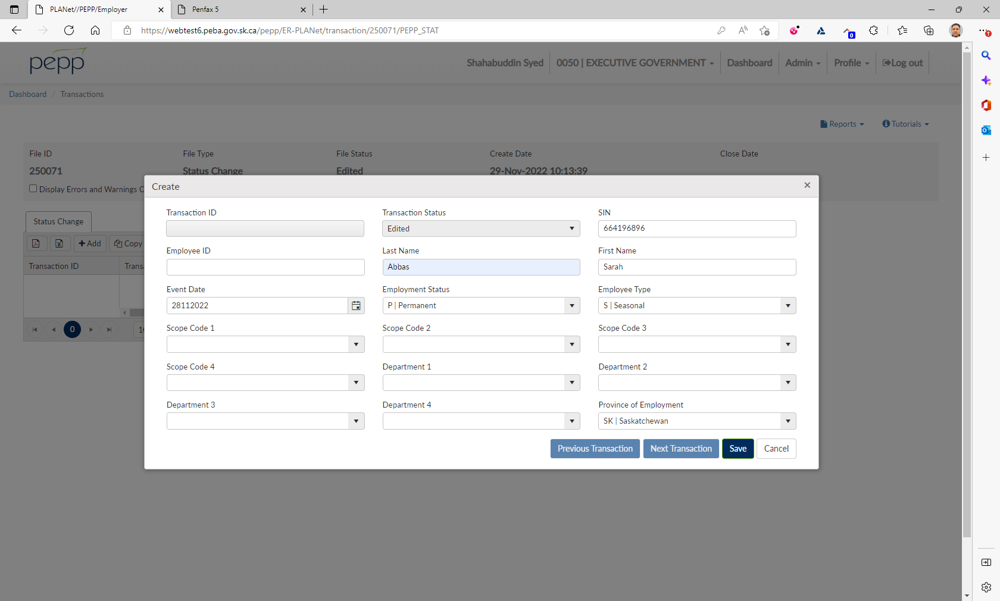 PLANet//PEPP/Employer
Penfax 5
https://webtest6.peba.gov.sk.ca/pepp/ER-PLANet/transaction/250071/PEPP_STAT
0
pepp
Shahabuddin Syed
0050 | EXECUTIVE GOVERNMENT
Dashboard
Admin
Profile
Log out
Dashboard / Transactions
Reports
Tutorials
File ID
File Type
File Status
Create Date
Close Date
250071
Status Change
Edited
29-Nov-2022 10:13:39
Display Errors and Warnings
Status Change
Add
Copy
Transaction ID
0
Create
Transaction ID
Transaction Status
SIN
Edited
664196896
Employee ID
Last Name
First Name
Abbas
Sarah
Event Date
Employment Status
Employee Type
28112022
P | Permanent
S | Seasonal
Scope Code 1
Scope Code 2
Scope Code 3
Scope Code 4
Department 1
Department 2
Department 3
Department 4
Province of Employment
SK | Saskatchewan
Previous Transaction
Next Transaction
Save
Cancel